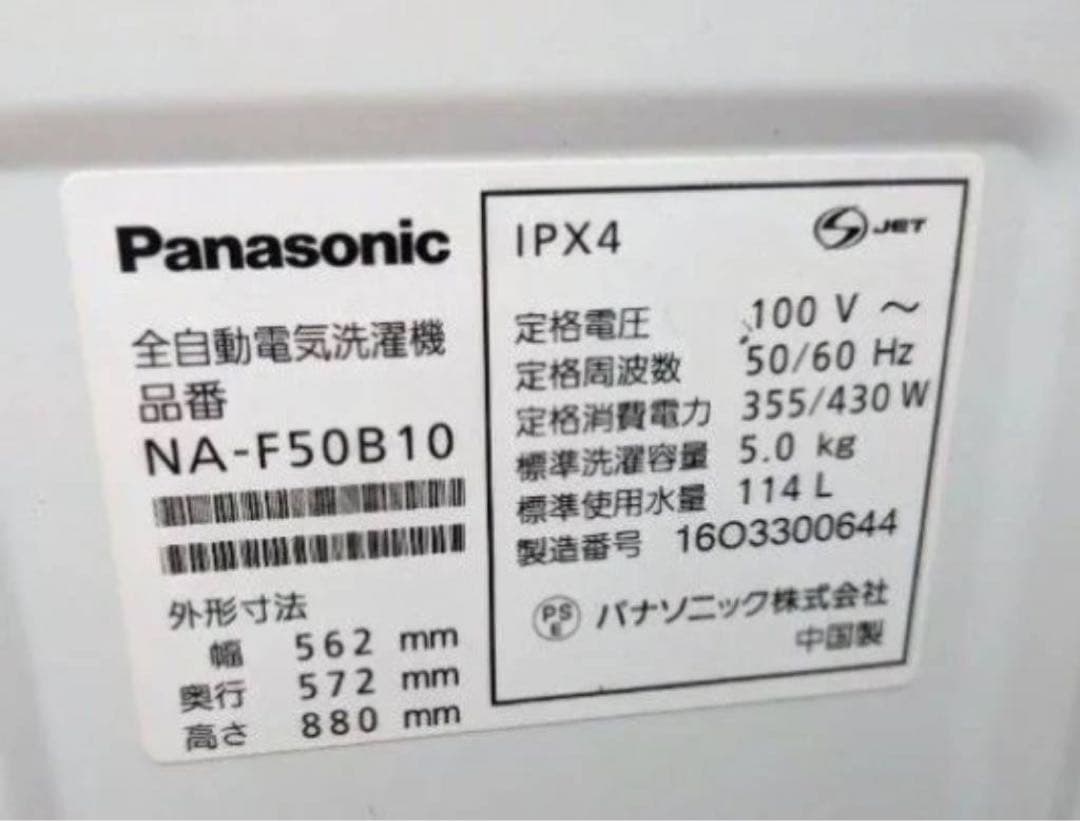 Panasonic
全自動電気洗濯機
品番
NA-F50B10
外形寸法
幅 562 mm
奥行 572 mm
高さ 880 mm
IPX4
S JET
定格電圧 100 V ～
定格周波数 50/60 Hz
定格消費電力 355/430 W
標準洗濯容量 5.0 kg
標準使用水量 114 L
製造番号 16O3300644
PS E パナソニック株式会社
中国製